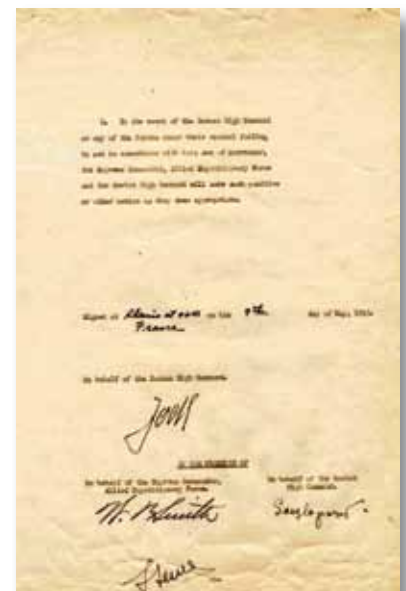 of the German High Command
or any of the forces under their control failing
to act in accordance with this Act of Surrender,
the Supreme Commander, Allied Expeditionary Force
and the Soviet High Command will take such punitive
or other action as they deem appropriate.
Signed at Rheims at on the day of May, 1945.
France
On behalf of the German High Command.
Jodl
IN THE PRESENCE OF
On behalf of the Supreme Commander, On behalf of the Soviet
Allied Expeditionary Force. High Command.
W. B. Smith